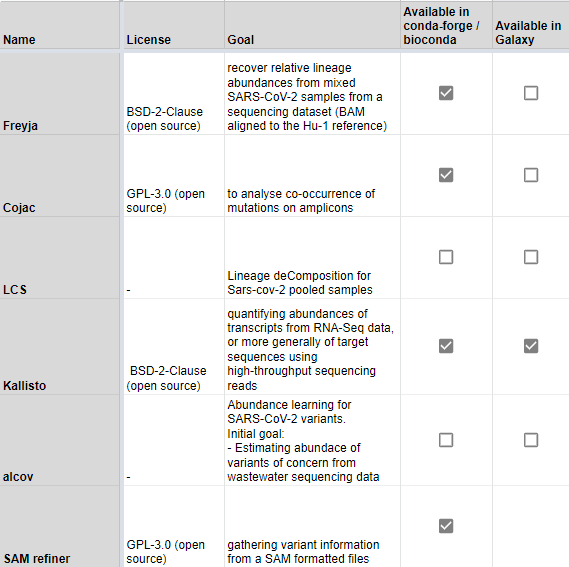 Name
License
Goal
Available in
conda-forge /
bioconda
Available in
Galaxy
Freyja
BSD-2-Clause
(open source)
recover relative lineage
abundances from mixed
SARS-CoV-2 samples from a
sequencing dataset (BAM
aligned to the Hu-1 reference)
Cojac
GPL-3.0 (open
source)
to analyse co-occurrence of
mutations on amplicons
LCS
-
Lineage deComposition for
Sars-cov-2 pooled samples
Kallisto
BSD-2-Clause
(open source)
quantifying abundances of
transcripts from RNA-Seq data,
or more generally of target
sequences using
high-throughput sequencing
reads
alcov
-
Abundance learning for
SARS-CoV-2 variants.
Initial goal:
- Estimating abundace of
variants of concern from
wastewater sequencing data
SAM refiner
GPL-3.0 (open
source)
gathering variant information
from a SAM formatted files